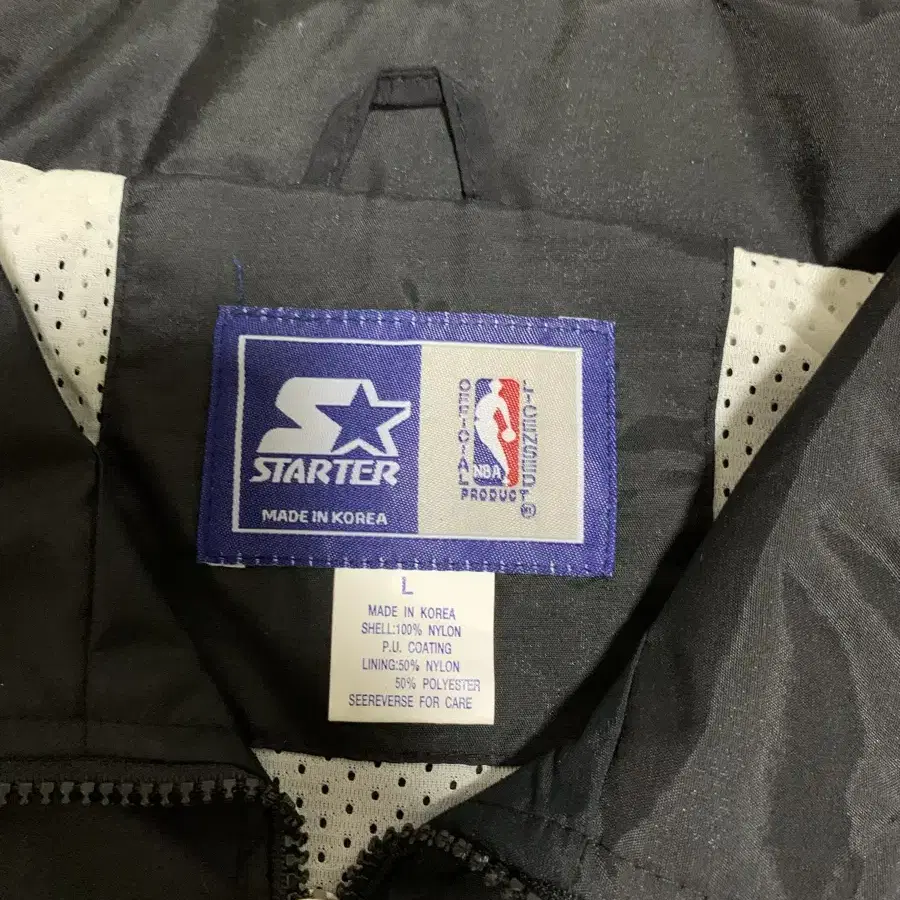 STARTER
MADE IN KOREA
OFFICIAL
LICENSED
NBA
PRODUCT
L
MADE IN KOREA
SHELL:100% NYLON
P.U. COATING
LINING:50% NYLON
50% POLYESTER
SEEREVERSE FOR CARE